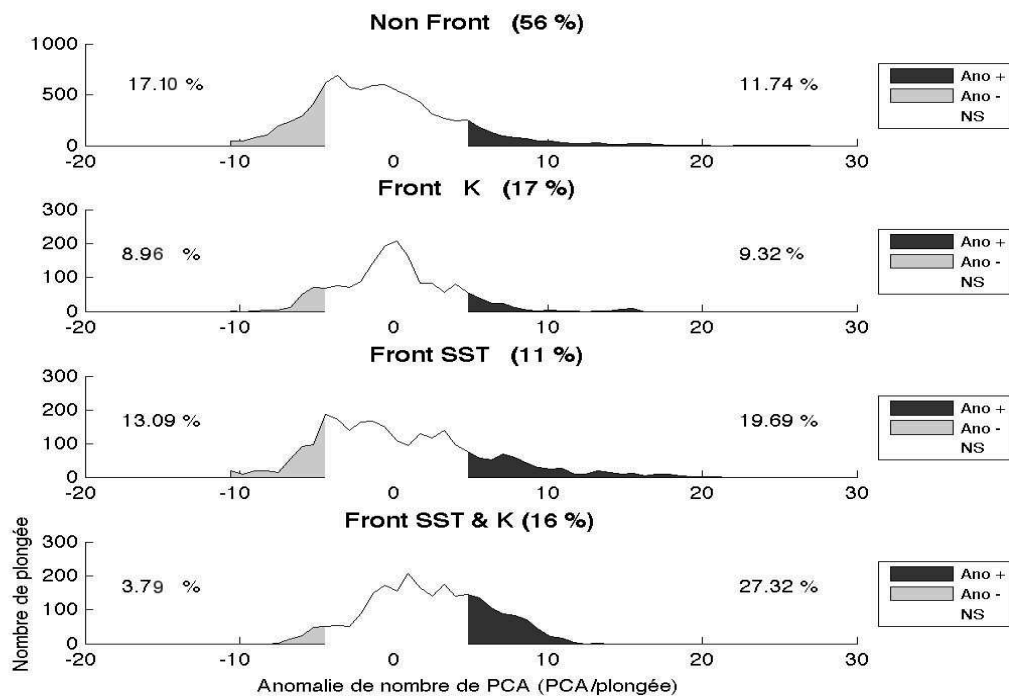 Non Front (56 %)
1000
500
0
17.10 %
11.74 %
Ano +
Ano -
NS
-20 -10 0 10 20 30
Front K (17 %)
300
200
100
0
8.96 %
9.32 %
Ano +
Ano -
NS
-20 -10 0 10 20 30
Front SST (11 %)
300
200
100
0
13.09 %
19.69 %
Ano +
Ano -
NS
-20 -10 0 10 20 30
Front SST & K (16 %)
300
200
100
0
3.79 %
27.32 %
Ano +
Ano -
NS
-20 -10 0 10 20 30
Nombre de plongée
Anomalie de nombre de PCA (PCA/plongée)